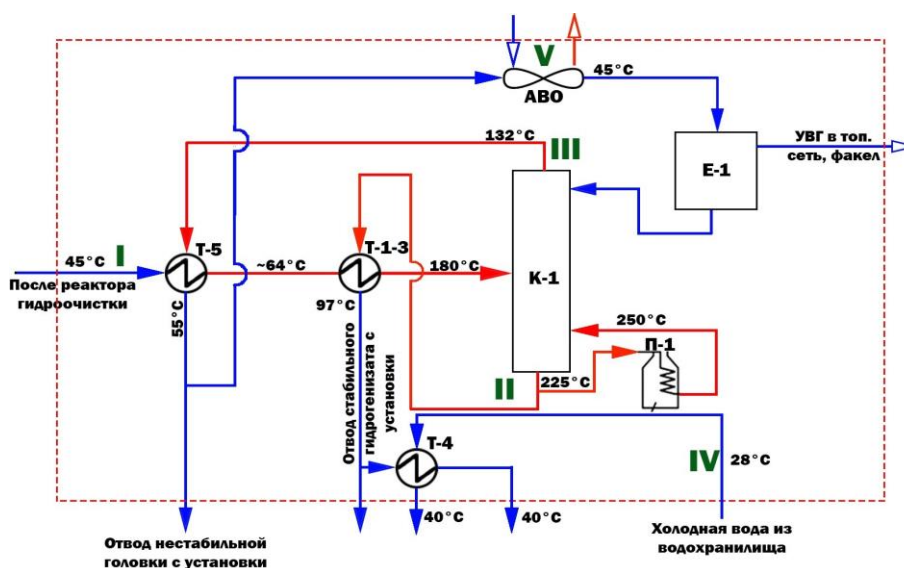 V
45°C
АВО
УВГ в топ.
сеть, факел
Е-1
132°C
III
К-1
I
45°C
Т-5
~64°C
Т-1-3
180°C
После реактора
гидроочистки
55°C
97°C
250°C
П-1
II
225°C
Отвод стабильного
гидрогенизата с
установки
Т-4
IV
28°C
40°C
40°C
Отвод нестабильной
головки с установки
Холодная вода из
водохранилища